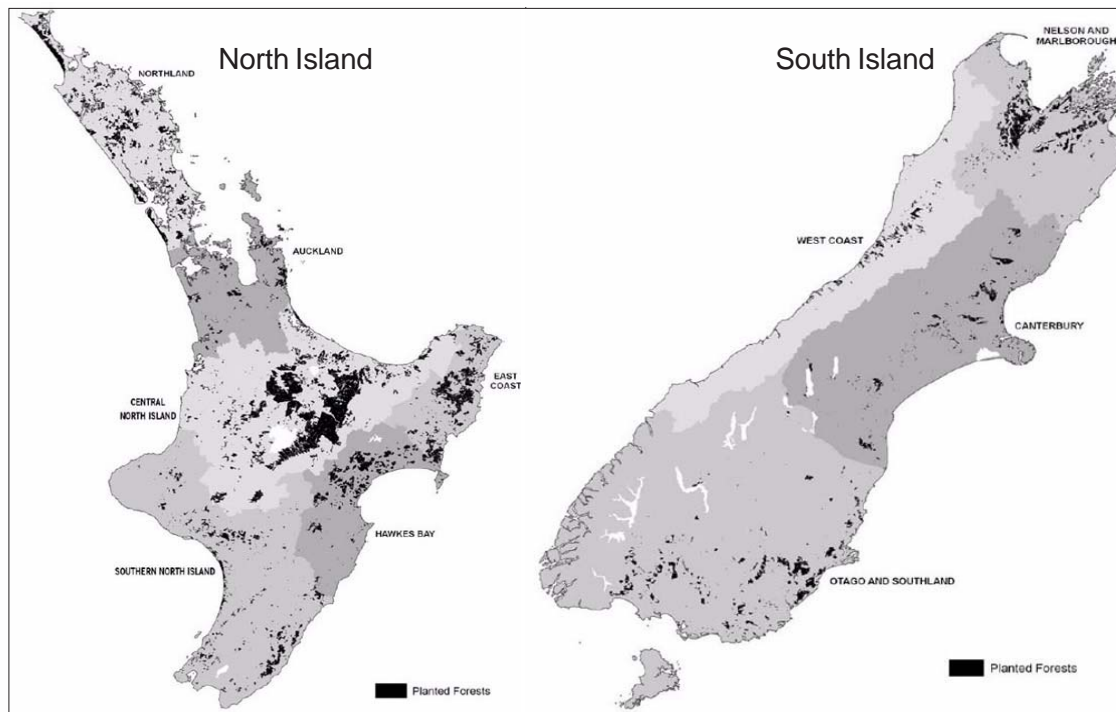 North Island
NORTHLAND
AUCKLAND
EAST
COAST
CENTRAL
NORTH ISLAND
HAWKES BAY
SOUTHERN NORTH ISLAND
Planted Forests
South Island
NELSON AND
MARLBOROUGH
WEST COAST
CANTERBURY
OTAGO AND SOUTHLAND
Planted Forests